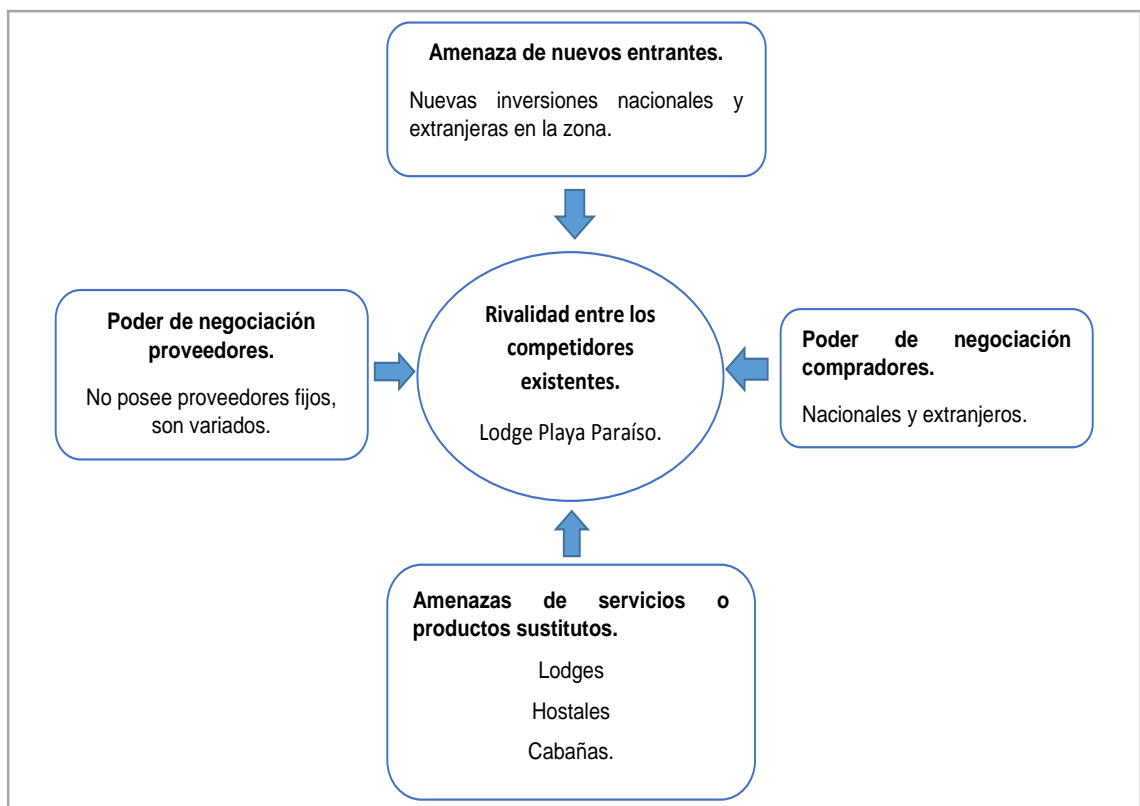 Amenaza de nuevos entrantes.
Nuevas inversiones nacionales y
extranjeras en la zona.
Poder de negociación
proveedores.
No posee proveedores fijos,
son variados.
Rivalidad entre los
competidores
existentes.
Lodge Playa Paraíso.
Poder de negociación
compradores.
Nacionales y extranjeros.
Amenazas de servicios o
productos sustitutos.
Lodges
Hostales
Cabañas.